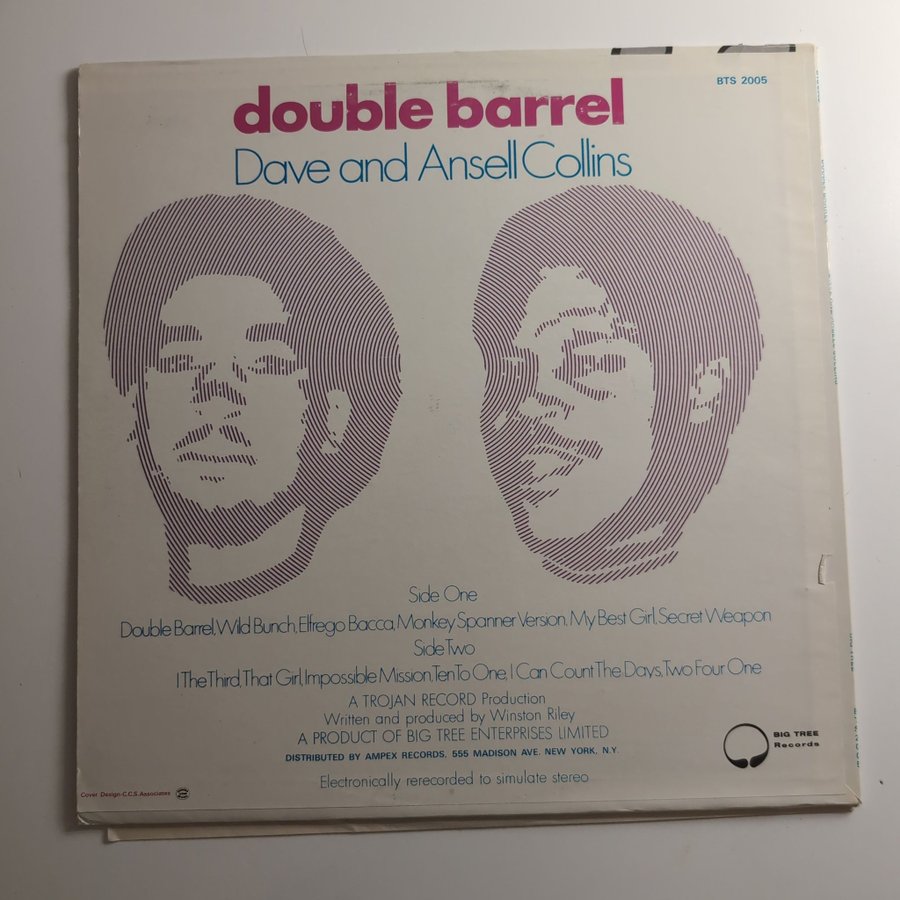 BTS 2005
double barrel
Dave and Ansell Collins
Side One
Double Barrel, Wild Bunch, Elfrego Bacca, Monkey Spanner Version, My Best Girl, Secret Weapon
Side Two
I The Third, That Girl, Impossible Mission, Ten To One, I Can Count The Days, Two Four One
A TROJAN RECORD Production
Written and produced by Winston Riley
A PRODUCT OF BIG TREE ENTERPRISES LIMITED
DISTRIBUTED BY AMPEX RECORDS. 555 MADISON AVE. NEW YORK, N.Y.
Electronically rerecorded to simulate stereo
BIG TREE
Records
Cover Design-C.C.S. Associates